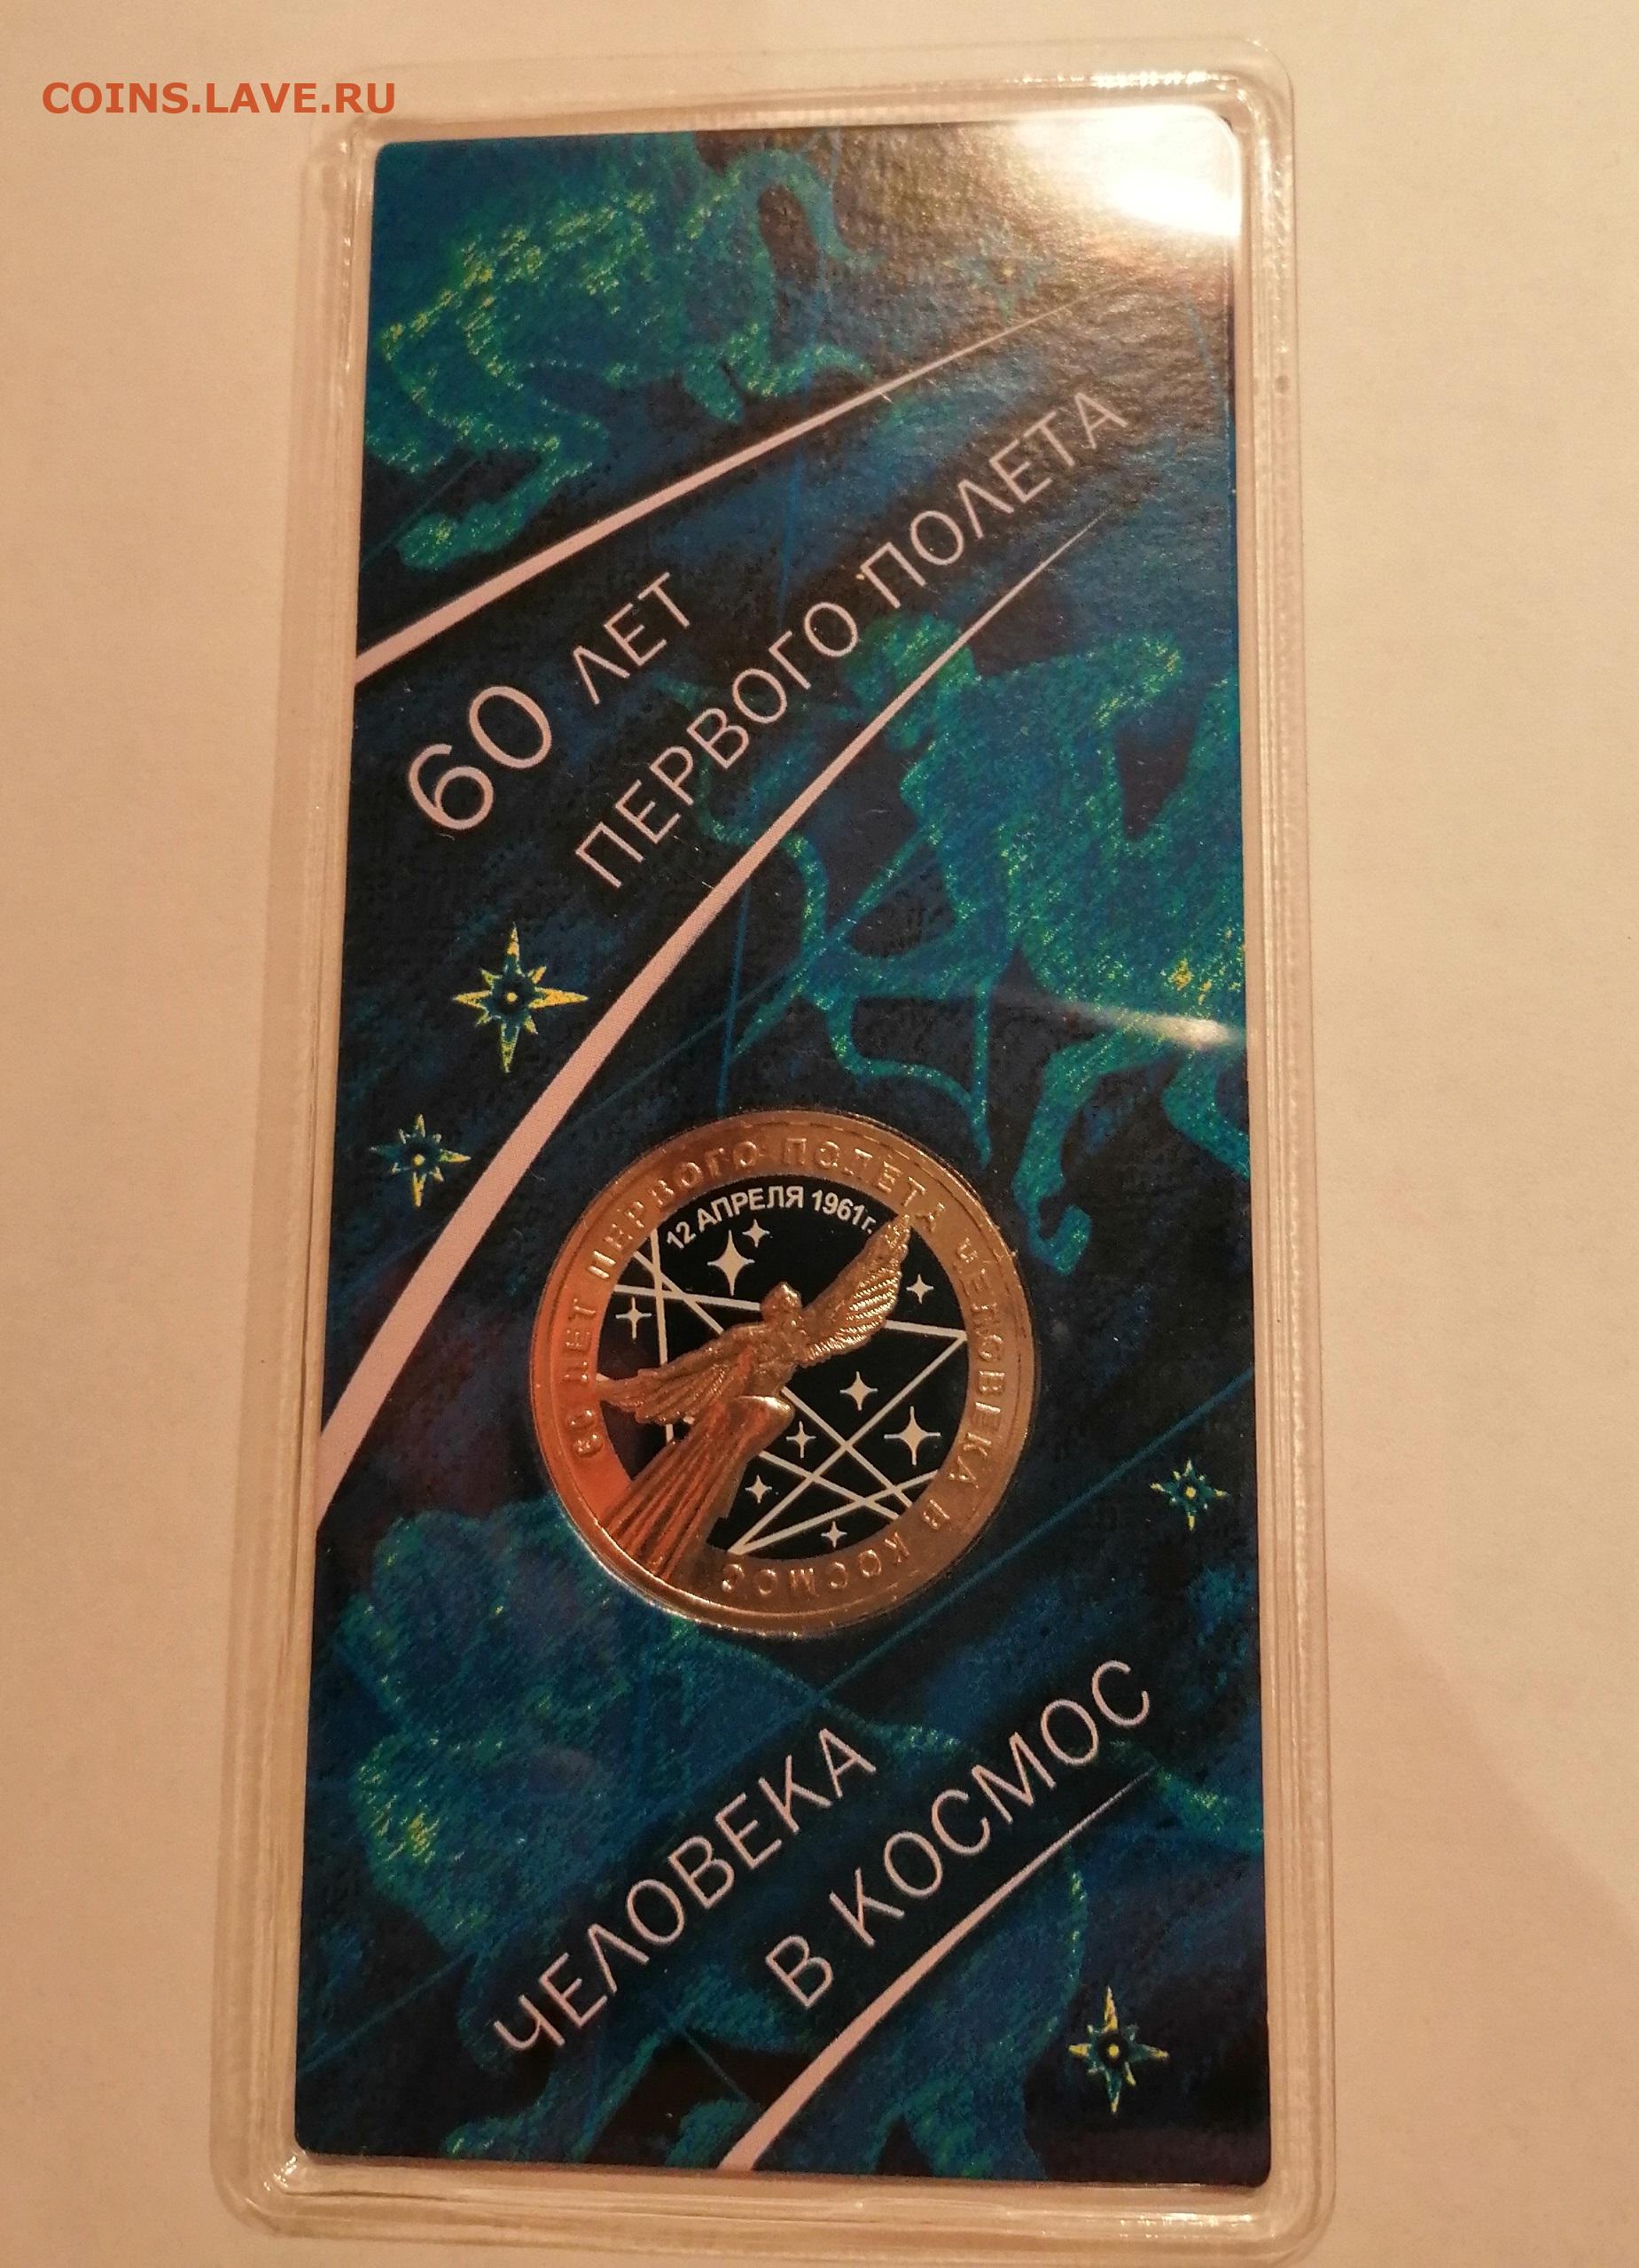 COINS.LAVE.RU
60 ЛЕТ
ПЕРВОГО ПОЛЕТА
60 ЛЕТ ПЕРВОГО ПОЛЕТА ЧЕЛОВЕКА В КОСМОС
12 АПРЕЛЯ 1961г.
ЧЕЛОВЕКА
В КОСМОС